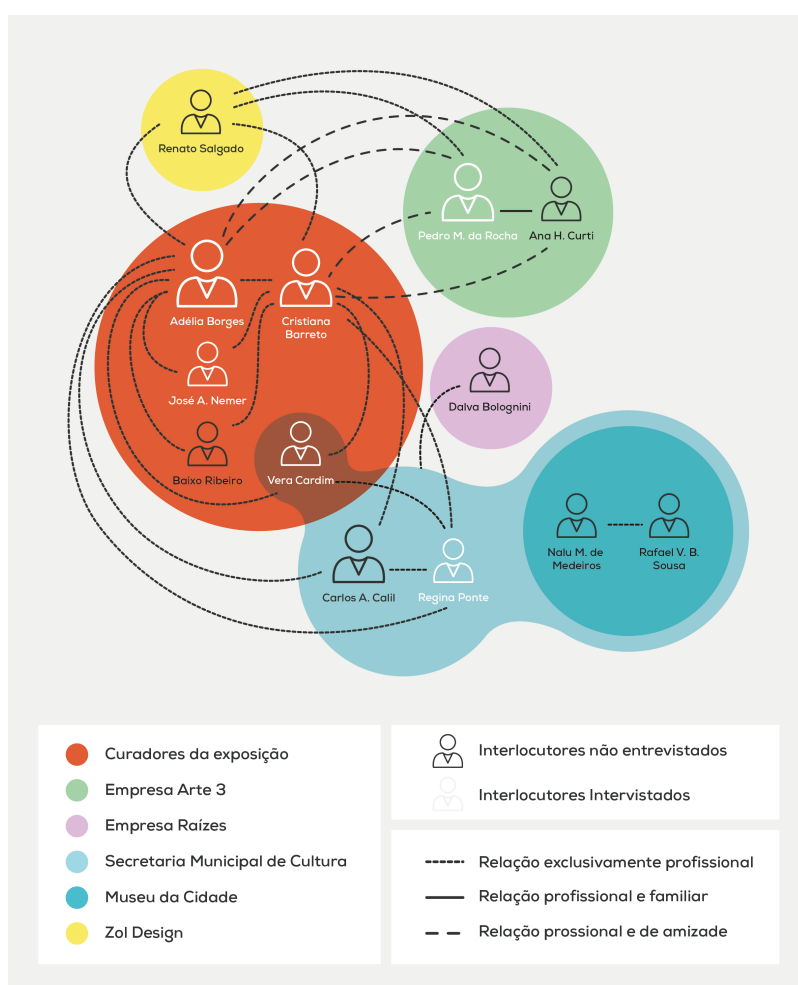 Renato Salgado
Pedro M. da Rocha
Ana H. Curti
Adélia Borges
Cristiana
Barreto
José A. Nemer
Dalva Bolognini
Baixo Ribeiro
Vera Cardim
Nalu M. de
Medeiros
Rafael V. B.
Sousa
Carlos A. Calil
Regina Ponte
Curadores da exposição
Empresa Arte 3
Empresa Raízes
Secretaria Municipal de Cultura
Museu da Cidade
Zol Design
Interlocutores não entrevistados
Interlocutores Intervistados
Relação exclusivamente profissional
Relação profissional e familiar
Relação prossional e de amizade